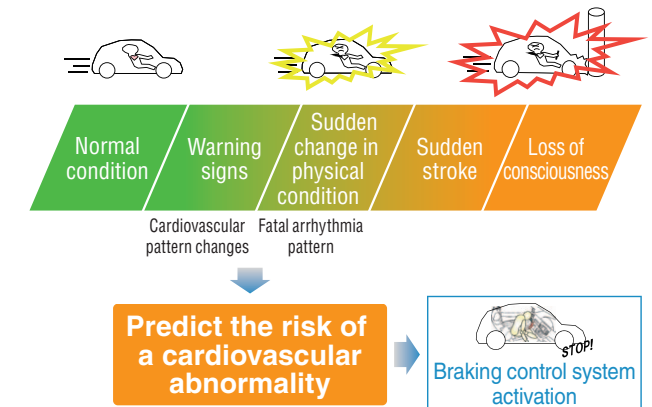 Normal
condition
Warning
signs
Sudden
change in
physical
condition
Sudden
stroke
Loss of
consciousness
Cardiovascular
pattern changes
Fatal arrhythmia
pattern
Predict the risk of
a cardiovascular
abnormality
STOP!
Braking control system
activation